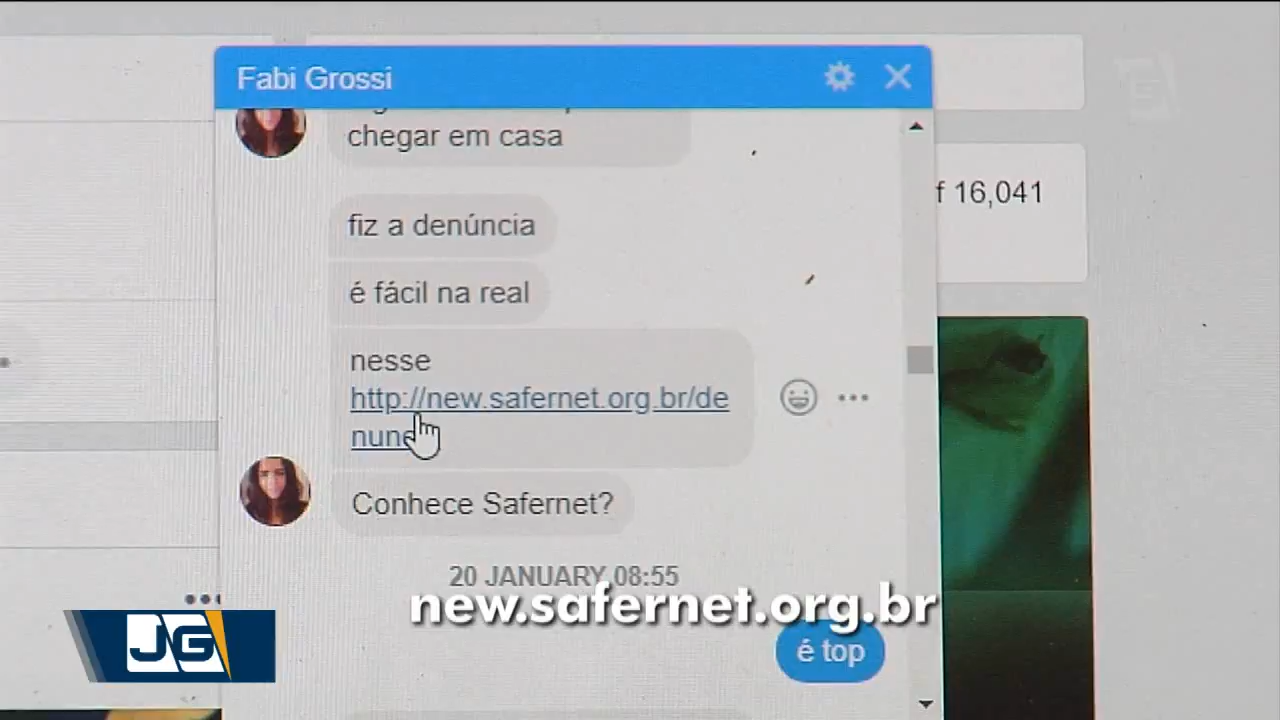 Fabi Grossi
chegar em casa
f 16,041
fiz a denúncia
é fácil na real
nesse
http://new.safernet.org.br/de
nunc
Conhece Safernet?
20 JANUARY 08:55
new.safernet.org.br
é top
JG